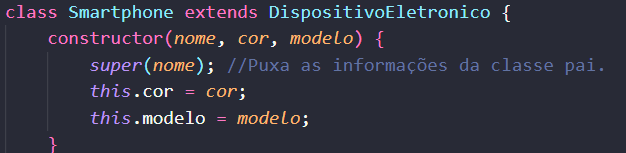 class Smartphone extends DispositivoEletronico {
    constructor(nome, cor, modelo) {
        super(nome); //Puxa as informações da classe pai.
        this.cor = cor;
        this.modelo = modelo;
    }